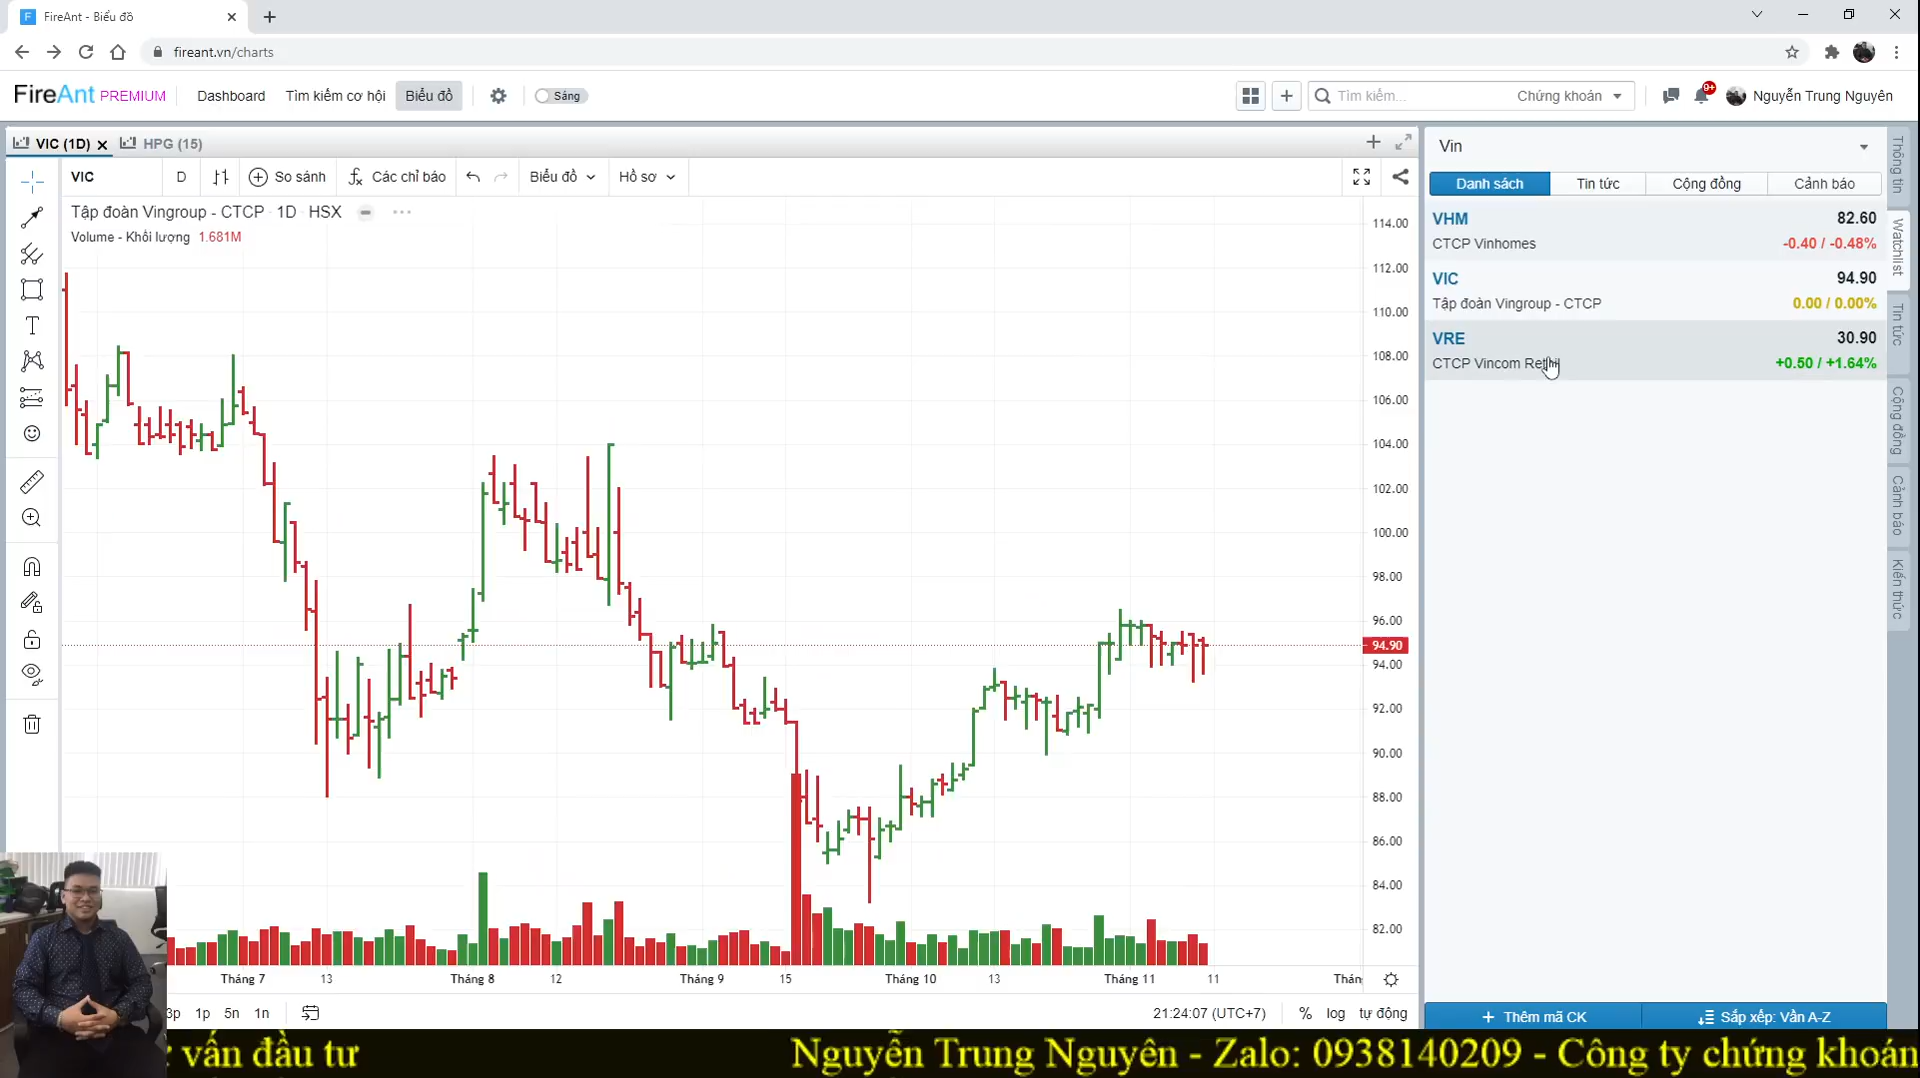 FireAnt - Biểu đồ
fireant.vn/charts
FireAnt PREMIUM Dashboard Tìm kiếm cơ hội Biểu đồ Sáng Tìm kiếm... Chứng khoán 9+ Nguyễn Trung Nguyên
VIC (1D) HPG (15)
VIC D So sánh Các chỉ báo Biểu đồ Hồ sơ
Tập đoàn Vingroup - CTCP 1D HSX
Volume - Khối lượng 1.681M
114.00
112.00
110.00
108.00
106.00
104.00
102.00
100.00
98.00
96.00
94.90
94.00
92.00
90.00
88.00
86.00
84.00
82.00
Tháng 7 13 Tháng 8 12 Tháng 9 15 Tháng 10 13 Tháng 11 11 Thán
3p 1p 5n 1n 21:24:07 (UTC+7) % log tự động
Vin
Danh sách Tin tức Cộng đồng Cảnh báo
VHM 82.60
CTCP Vinhomes -0.40 / -0.48%
VIC 94.90
Tập đoàn Vingroup - CTCP 0.00 / 0.00%
VRE 30.90
CTCP Vincom Retail +0.50 / +1.64%
Thêm mã CK Sắp xếp: Vần A-Z
Thông tin
Watchlist
Tin tức
Cộng đồng
Cảnh báo
Kiến thức
vấn đầu tư Nguyễn Trung Nguyên - Zalo: 0938140209 - Công ty chứng khoán